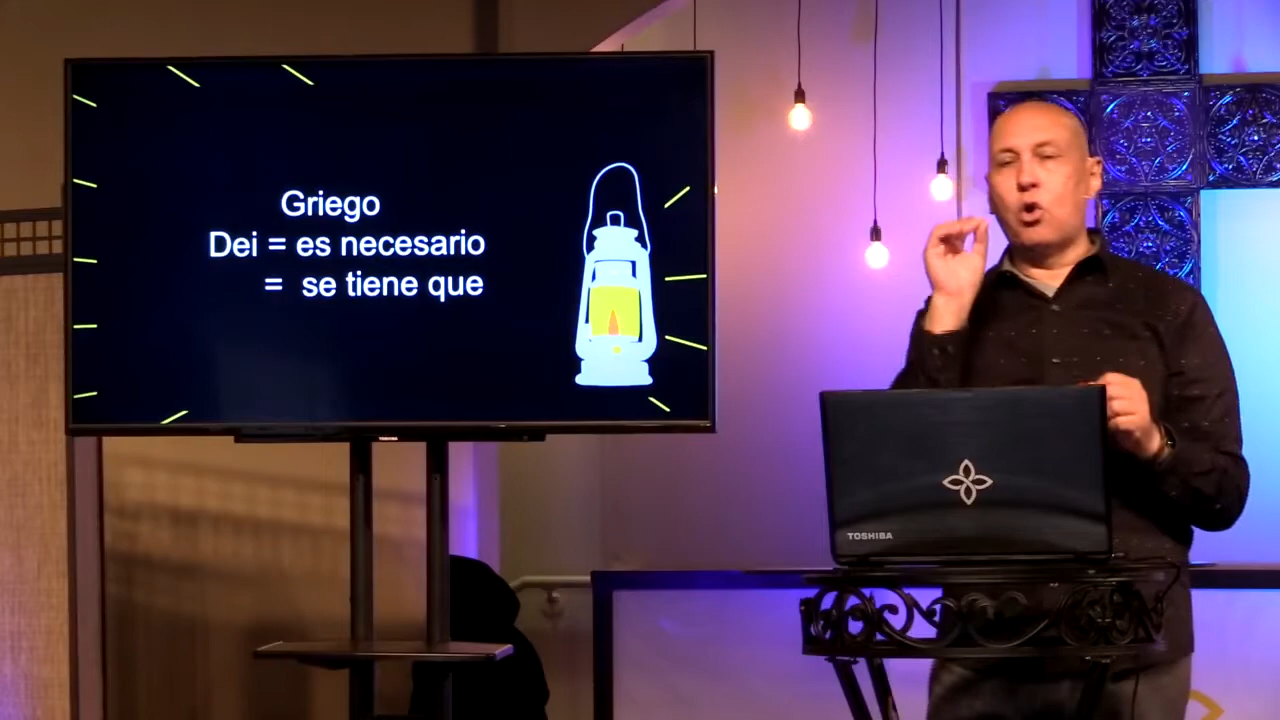 Griego
Dei = es necesario
= se tiene que
TOSHIBA